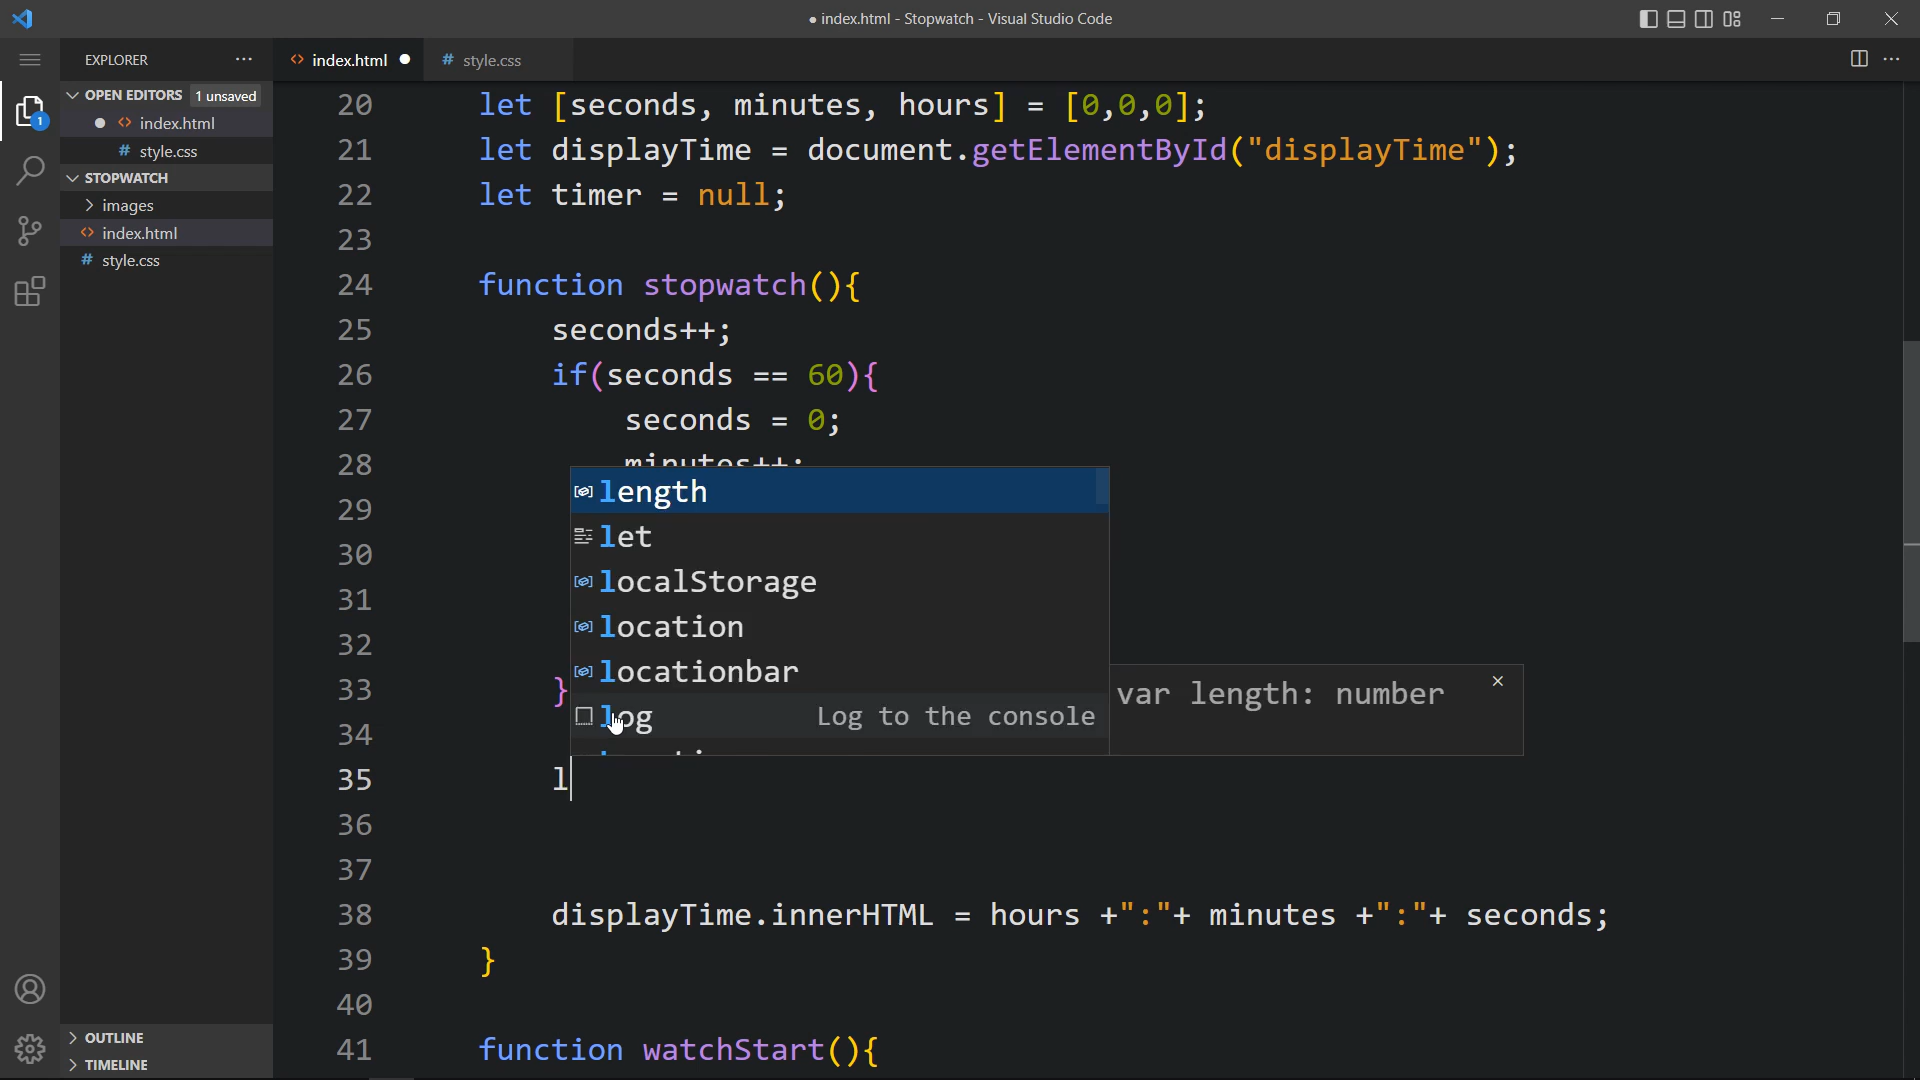 ● index.html - Stopwatch - Visual Studio Code
EXPLORER
index.html
# style.css
OPEN EDITORS 1 unsaved
index.html
# style.css
STOPWATCH
images
index.html
# style.css
OUTLINE
TIMELINE
1
20 let [seconds, minutes, hours] = [0,0,0];
21 let displayTime = document.getElementById("displayTime");
22 let timer = null;
23
24 function stopwatch(){
25 seconds++;
26 if(seconds == 60){
27 seconds = 0;
28 minutes++;
29
30
31
32
33 }
34
35 l
36
37
38 displayTime.innerHTML = hours +":"+ minutes +":"+ seconds;
39 }
40
41 function watchStart(){
length
let
localStorage
location
locationbar
log Log to the console
var length: number